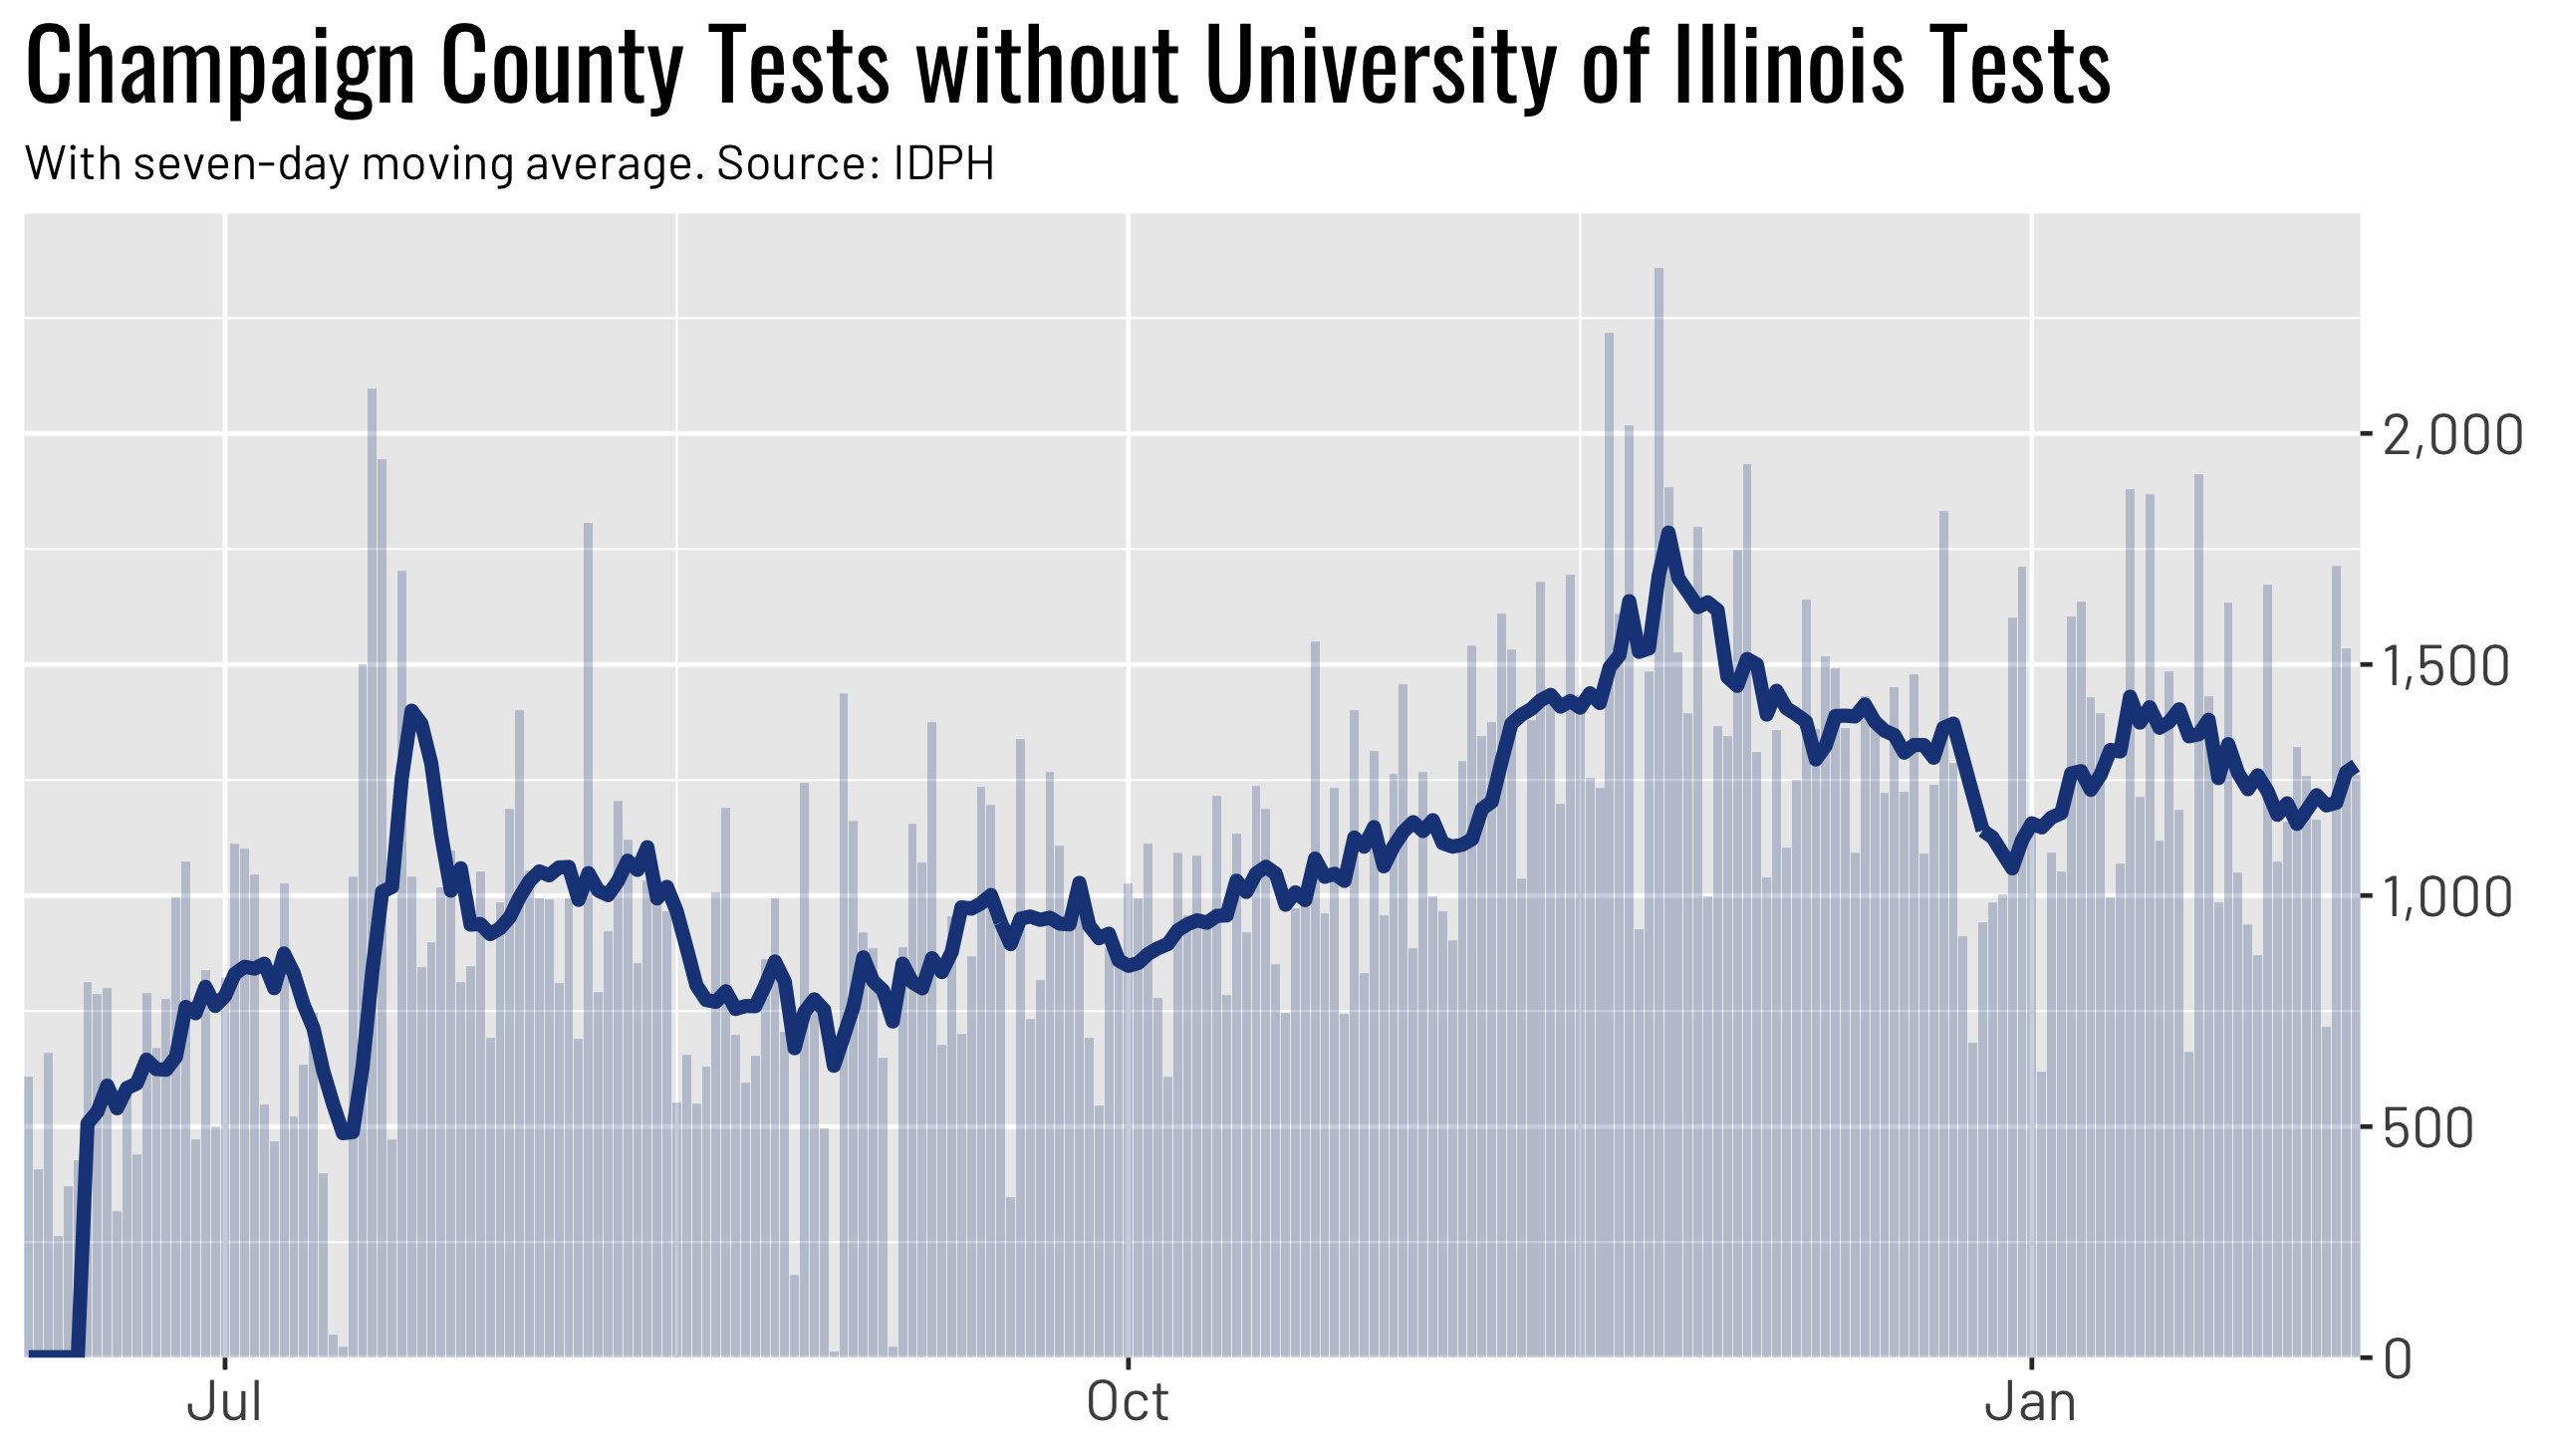 Champaign County Tests without University of Illinois Tests
With seven-day moving average. Source: IDPH
2,000
1,500
1,000
500
0
Jul Oct Jan